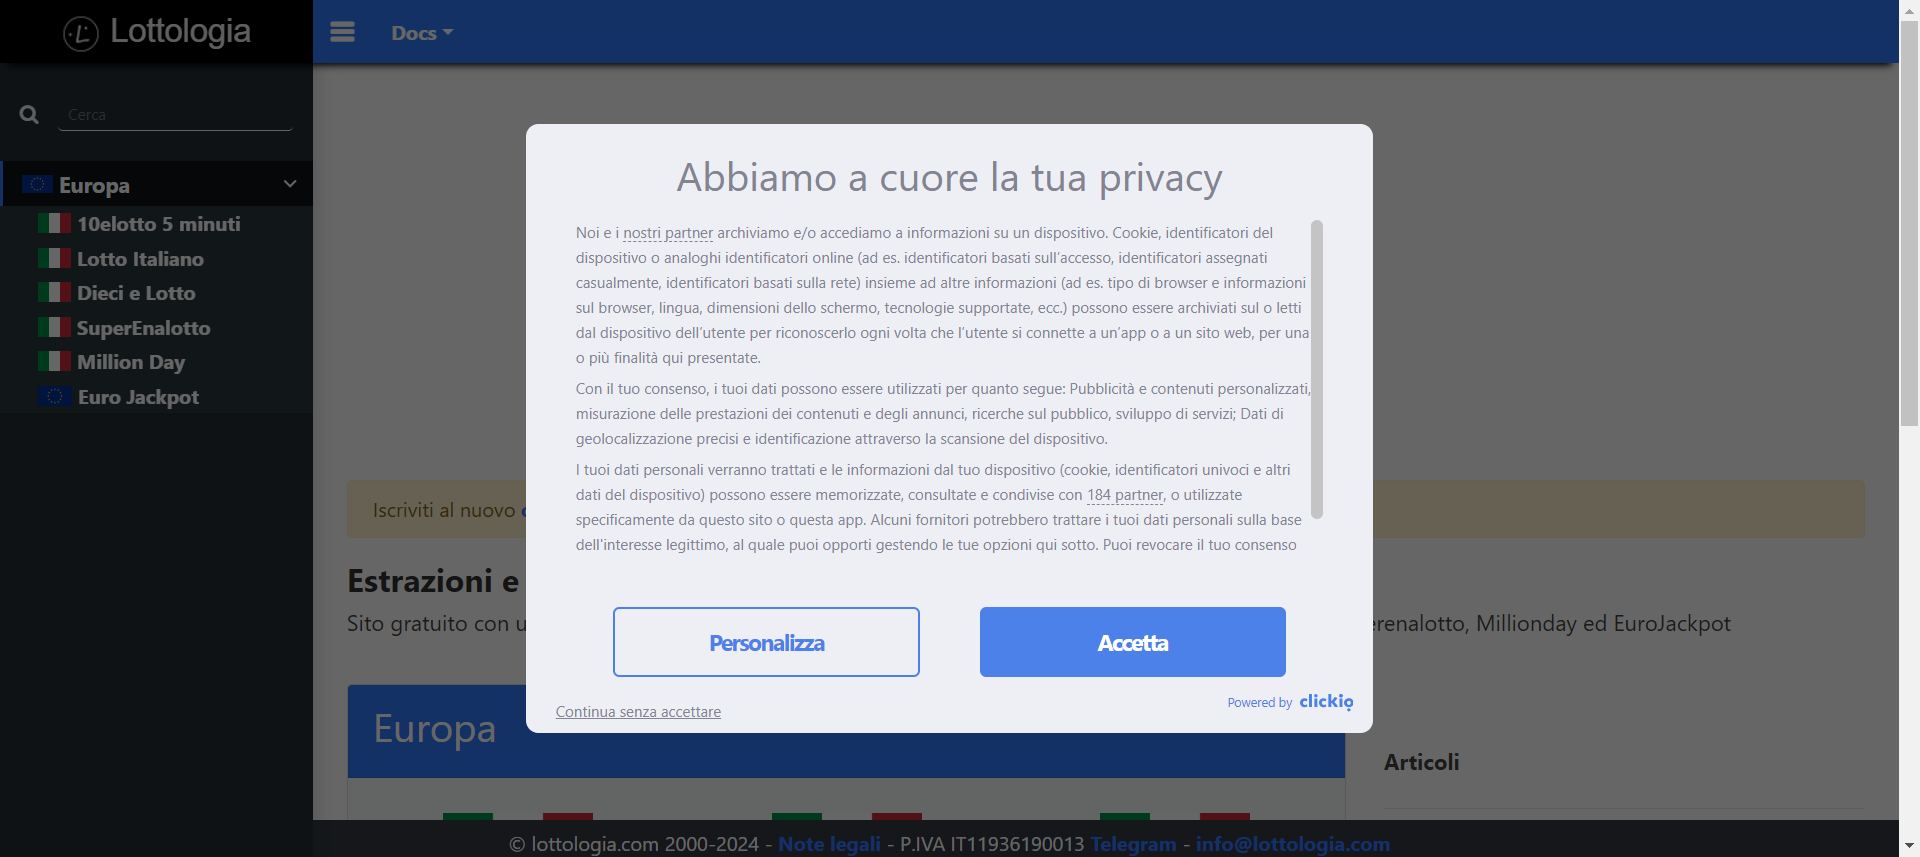 Lottologia
Docs
Cerca
Europa
10elotto 5 minuti
Lotto Italiano
Dieci e Lotto
SuperEnalotto
Million Day
Euro Jackpot
Abbiamo a cuore la tua privacy
Noi e i nostri partner archiviamo e/o accediamo a informazioni su un dispositivo. Cookie, identificatori del
dispositivo o analoghi identificatori online (ad es. identificatori basati sull'accesso, identificatori assegnati
casualmente, identificatori basati sulla rete) insieme ad altre informazioni (ad es. tipo di browser e informazioni
sul browser, lingua, dimensioni dello schermo, tecnologie supportate, ecc.) possono essere archiviati sul o letti
dal dispositivo dell'utente per riconoscerlo ogni volta che l'utente si connette a un'app o a un sito web, per una
o più finalità qui presentate.
Con il tuo consenso, i tuoi dati possono essere utilizzati per quanto segue: Pubblicità e contenuti personalizzati,
misurazione delle prestazioni dei contenuti e degli annunci, ricerche sul pubblico, sviluppo di servizi; Dati di
geolocalizzazione precisi e identificazione attraverso la scansione del dispositivo.
I tuoi dati personali verranno trattati e le informazioni dal tuo dispositivo (cookie, identificatori univoci e altri
dati del dispositivo) possono essere memorizzate, consultate e condivise con 184 partner, o utilizzate
specificamente da questo sito o questa app. Alcuni fornitori potrebbero trattare i tuoi dati personali sulla base
dell'interesse legittimo, al quale puoi opporti gestendo le tue opzioni qui sotto. Puoi revocare il tuo consenso
Personalizza
Accetta
Continua senza accettare
Powered by clickio
Iscriviti al nuovo
Estrazioni e
Sito gratuito con
erenalotto, Millionday ed EuroJackpot
Europa
Articoli
© lottologia.com 2000-2024 - Note legali - P.IVA IT11936190013 Telegram - info@lottologia.com